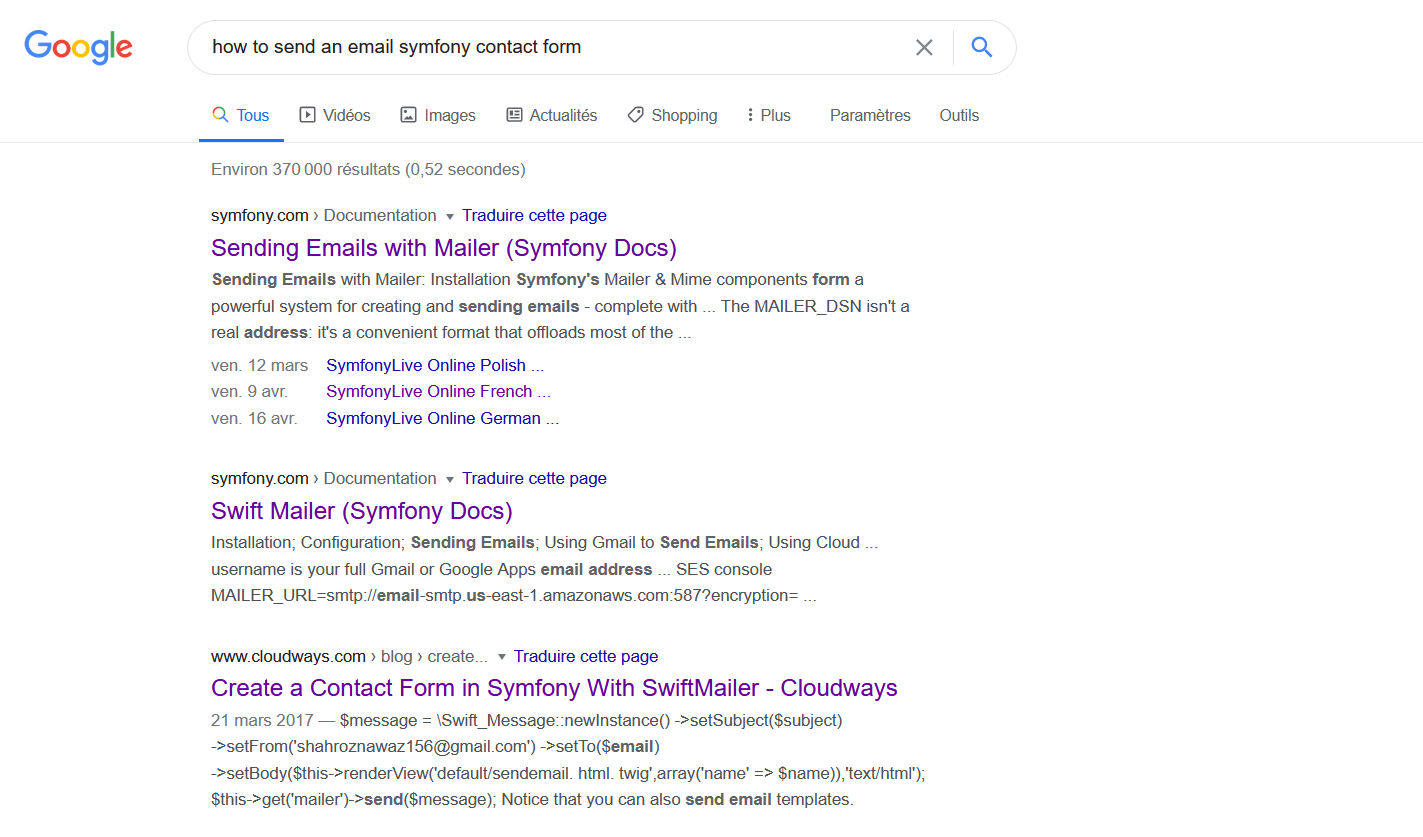 Google
how to send an email symfony contact form
Tous Vidéos Images Actualités Shopping Plus Paramètres Outils
Environ 370 000 résultats (0,52 secondes)
symfony.com › Documentation ▾ Traduire cette page
Sending Emails with Mailer (Symfony Docs)
Sending Emails with Mailer: Installation Symfony's Mailer & Mime components form a
powerful system for creating and sending emails - complete with ... The MAILER_DSN isn't a
real address: it's a convenient format that offloads most of the ...
ven. 12 mars SymfonyLive Online Polish ...
ven. 9 avr. SymfonyLive Online French ...
ven. 16 avr. SymfonyLive Online German ...
symfony.com › Documentation ▾ Traduire cette page
Swift Mailer (Symfony Docs)
Installation; Configuration; Sending Emails; Using Gmail to Send Emails; Using Cloud ...
username is your full Gmail or Google Apps email address ... SES console
MAILER_URL=smtp://email-smtp.us-east-1.amazonaws.com:587?encryption= ...
www.cloudways.com › blog › create... ▾ Traduire cette page
Create a Contact Form in Symfony With SwiftMailer - Cloudways
21 mars 2017 — $message = \Swift_Message::newInstance() ->setSubject($subject)
->setFrom('shahroznawaz156@gmail.com') ->setTo($email)
->setBody($this->renderView('default/sendemail. html. twig',array('name' => $name)),'text/html');
$this->get('mailer')->send($message); Notice that you can also send email templates.